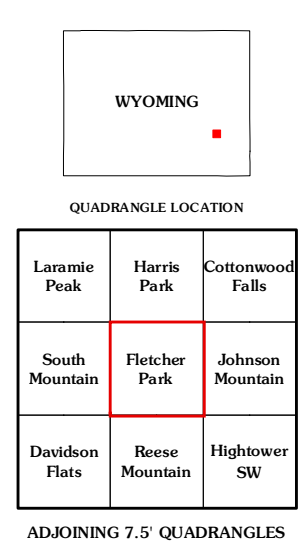 WYOMING
QUADRANGLE LOCATION
Laramie
Peak
Harris
Park
Cottonwood
Falls
South
Mountain
Fletcher
Park
Johnson
Mountain
Davidson
Flats
Reese
Mountain
Hightower
SW
ADJOINING 7.5' QUADRANGLES